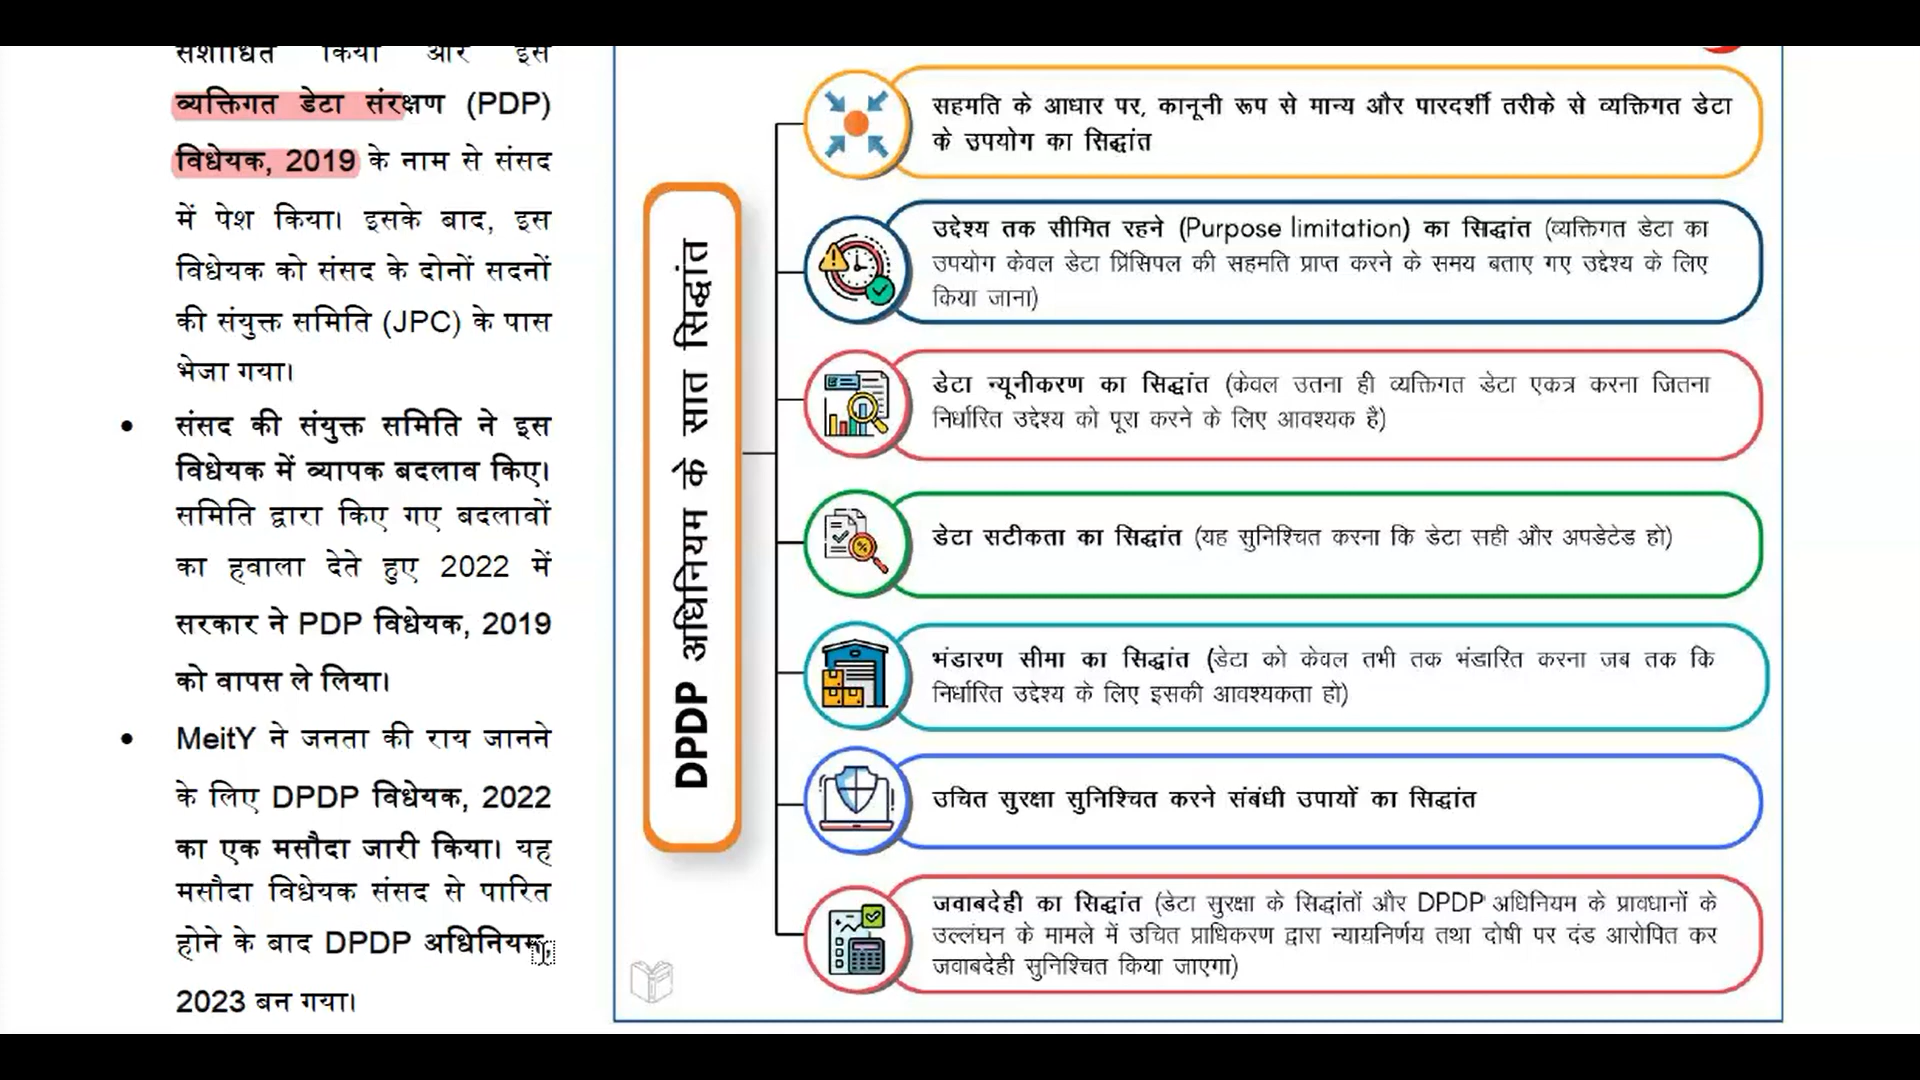 संशोधित किया और इसे
व्यक्तिगत डेटा संरक्षण (PDP)
विधेयक, 2019 के नाम से संसद
में पेश किया। इसके बाद, इस
विधेयक को संसद के दोनों सदनों
की संयुक्त समिति (JPC) के पास
भेजा गया।
• संसद की संयुक्त समिति ने इस
विधेयक में व्यापक बदलाव किए।
समिति द्वारा किए गए बदलावों
का हवाला देते हुए 2022 में
सरकार ने PDP विधेयक, 2019
को वापस ले लिया।
• MeitY ने जनता की राय जानने
के लिए DPDP विधेयक, 2022
का एक मसौदा जारी किया। यह
मसौदा विधेयक संसद से पारित
होने के बाद DPDP अधिनियम,
2023 बन गया।
DPDP अधिनियम के सात सिद्धांत
सहमति के आधार पर, कानूनी रूप से मान्य और पारदर्शी तरीके से व्यक्तिगत डेटा
के उपयोग का सिद्धांत
उद्देश्य तक सीमित रहने (Purpose limitation) का सिद्धांत (व्यक्तिगत डेटा का
उपयोग केवल डेटा प्रिंसिपल की सहमति प्राप्त करने के समय बताए गए उद्देश्य के लिए
किया जाना)
डेटा न्यूनीकरण का सिद्धांत (केवल उतना ही व्यक्तिगत डेटा एकत्र करना जितना
निर्धारित उद्देश्य को पूरा करने के लिए आवश्यक है)
डेटा सटीकता का सिद्धांत (यह सुनिश्चित करना कि डेटा सही और अपडेटेड हो)
भंडारण सीमा का सिद्धांत (डेटा को केवल तभी तक भंडारित करना जब तक कि
निर्धारित उद्देश्य के लिए इसकी आवश्यकता हो)
उचित सुरक्षा सुनिश्चित करने संबंधी उपायों का सिद्धांत
जवाबदेही का सिद्धांत (डेटा सुरक्षा के सिद्धांतों और DPDP अधिनियम के प्रावधानों के
उल्लंघन के मामले में उचित प्राधिकरण द्वारा न्यायनिर्णय तथा दोषी पर दंड आरोपित कर
जवाबदेही सुनिश्चित किया जाएगा)